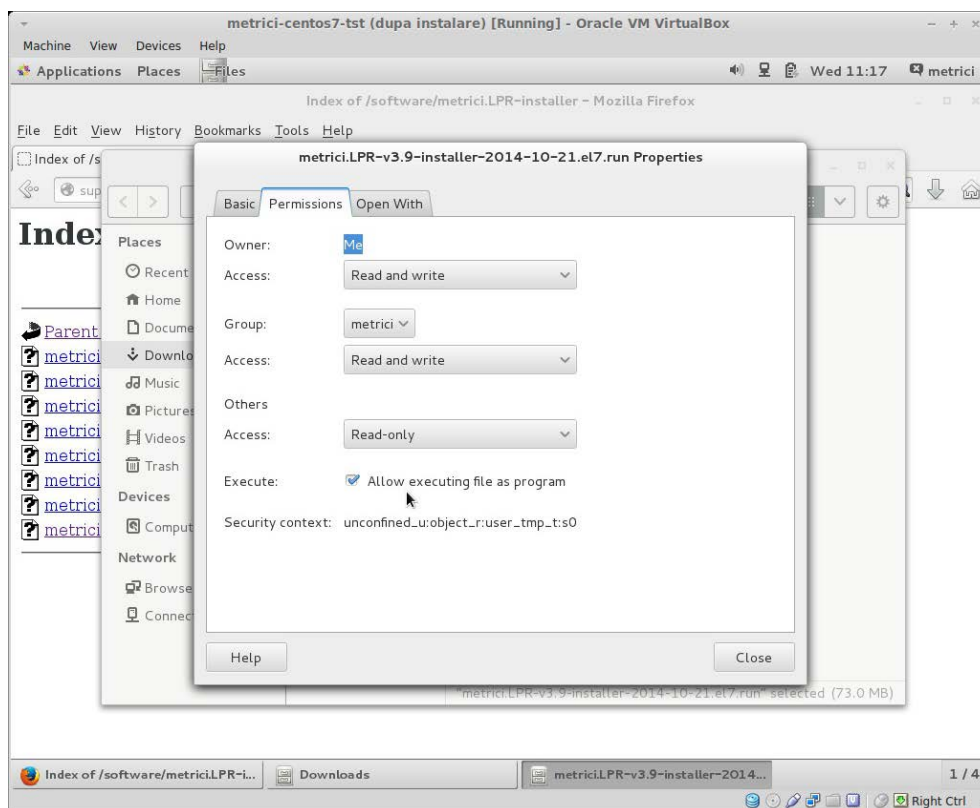 metrici-centos7-tst (dupa instalare) [Running] - Oracle VM VirtualBox
Machine View Devices Help
Applications Places Files Wed 11:17 metrici
Index of /software/metrici.LPR-installer - Mozilla Firefox
File Edit View History Bookmarks Tools Help
Index of /s
metrici.LPR-v3.9-installer-2014-10-21.el7.run Properties
sup
Basic Permissions Open With
Index
Places
Recent
Home
Docume
Downlo
Music
Pictures
Videos
Trash
Devices
Comput
Network
Browse
Connec
Parent
metrici
metrici
metrici
metrici
metrici
metrici
metrici
metrici
Owner: Me
Access: Read and write
Group: metrici
Access: Read and write
Others
Access: Read-only
Execute: Allow executing file as program
Security context: unconfined_u:object_r:user_tmp_t:s0
Help Close
"metrici.LPR-v3.9-installer-2014-10-21.el7.run" selected (73.0 MB)
Index of /software/metrici.LPR-i... Downloads metrici.LPR-v3.9-installer-2014... 1 / 4
Right Ctrl